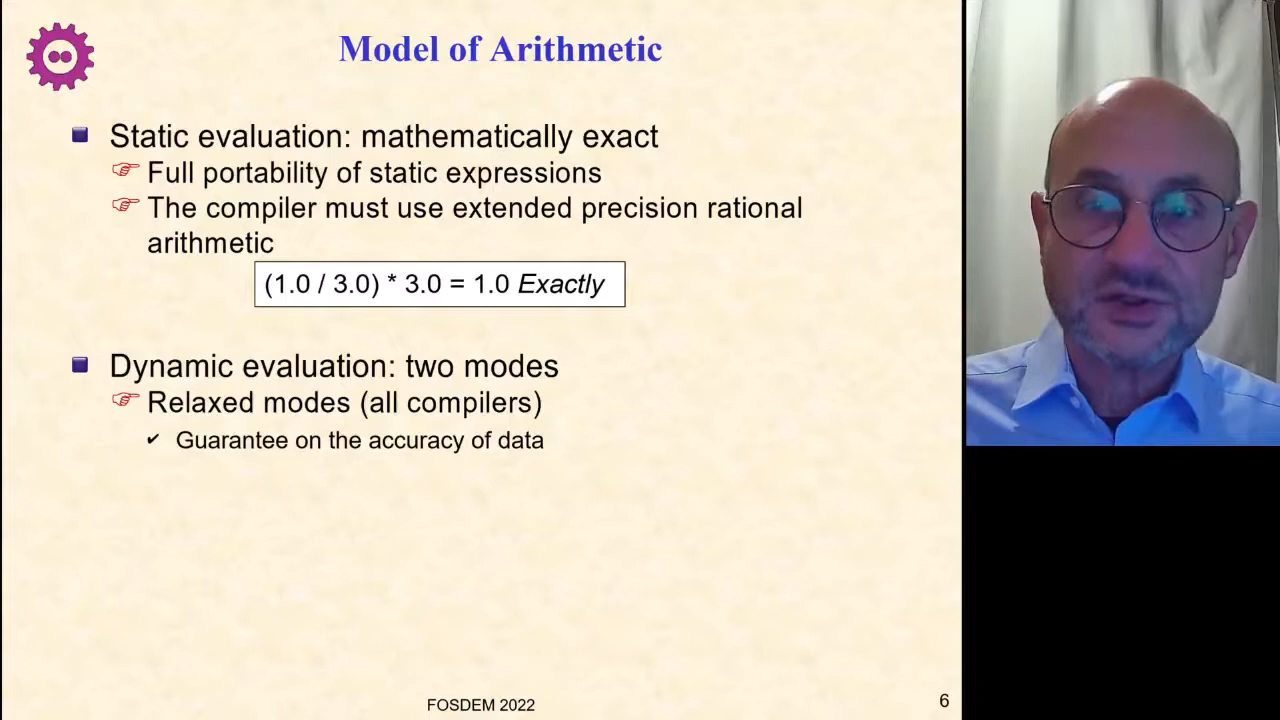 Model of Arithmetic
Static evaluation: mathematically exact
Full portability of static expressions
The compiler must use extended precision rational
arithmetic
(1.0 / 3.0) * 3.0 = 1.0 Exactly
Dynamic evaluation: two modes
Relaxed modes (all compilers)
Guarantee on the accuracy of data
FOSDEM 2022
6